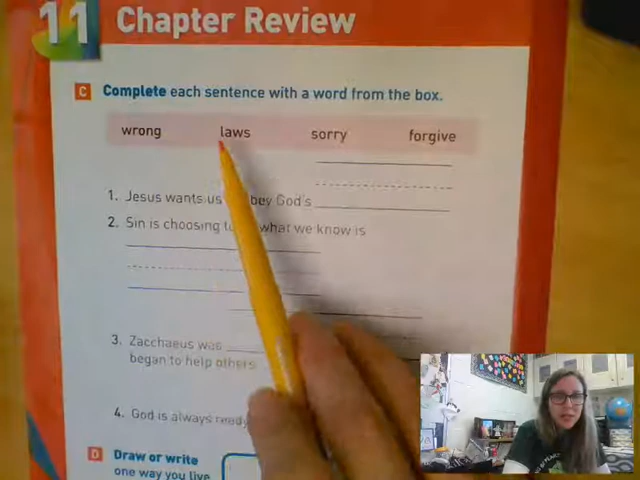 11 Chapter Review
C Complete each sentence with a word from the box.
wrong laws sorry forgive
1. Jesus wants us bey God's
2. Sin is choosing what we know is
3. Zacchaeus was
began to help others
4. God is always ready
D Draw or write
one way you live